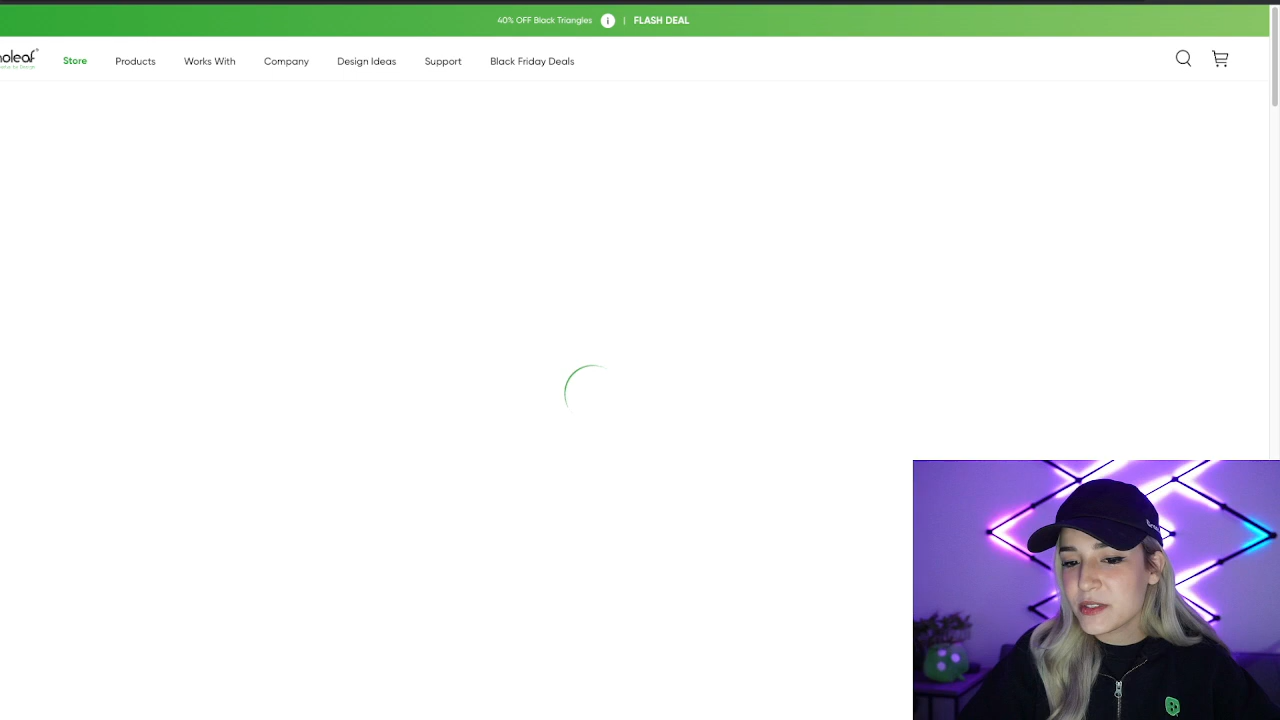 40% OFF Black Triangles i | FLASH DEAL
Store Products Works With Company Design Ideas Support Black Friday Deals